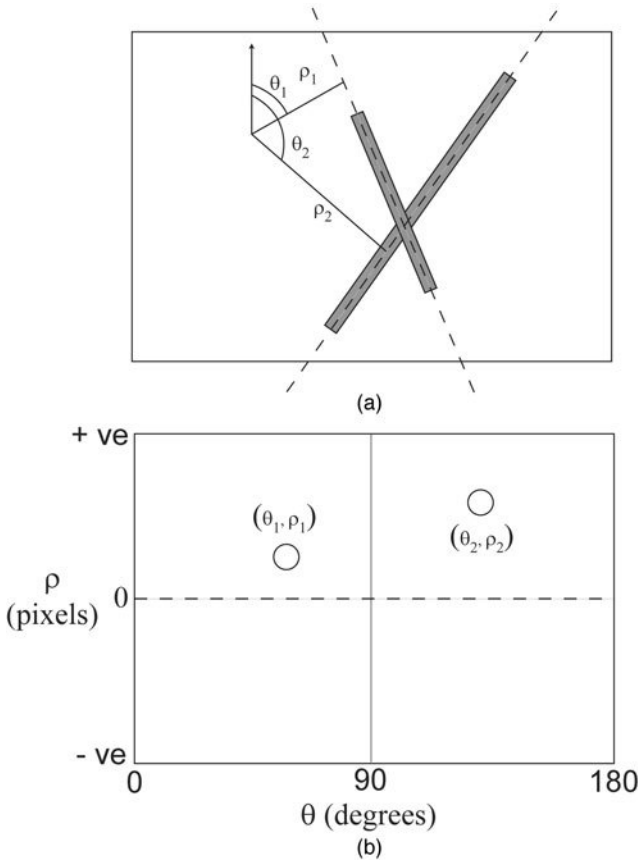 θ₁
ρ₁
θ₂
ρ₂
(a)
+ ve
(θ₁, ρ₁)
(θ₂, ρ₂)
ρ
(pixels)
0
- ve
0 90 180
θ (degrees)
(b)